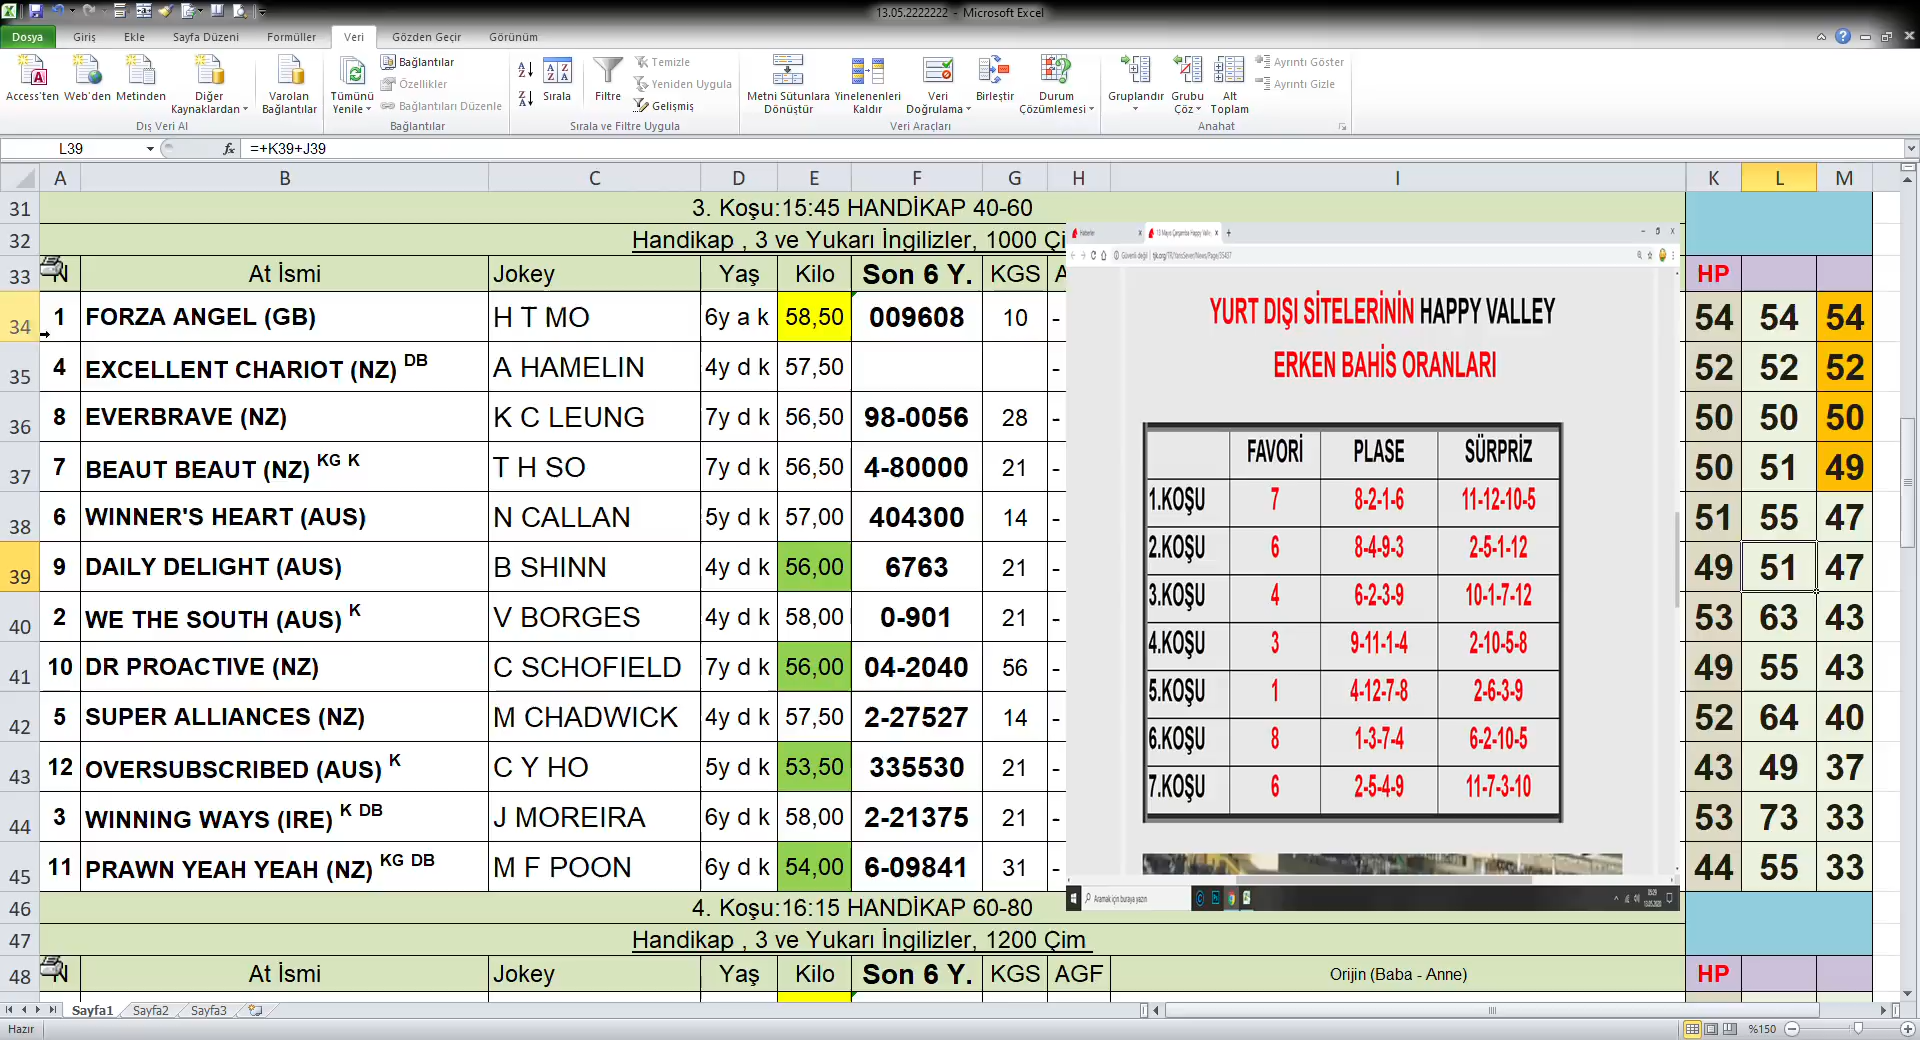 13.05.2222222 - Microsoft Excel
Dosya Giriş Ekle Sayfa Düzeni Formüller Veri Gözden Geçir Görünüm
Access'ten Web'den Metinden Diğer Kaynaklardan Varolan Bağlantılar
Dış Veri Al
Tümünü Yenile Bağlantılar Özellikler Bağlantıları Düzenle
Bağlantılar
Sırala Filtre Temizle Yeniden Uygula Gelişmiş
Sırala ve Filtre Uygula
Metni Sütunlara Dönüştür Yinelenenleri Kaldır Veri Doğrulama Birleştir Durum Çözümlemesi
Veri Araçları
Gruplandır Grubu Çöz Alt Toplam Ayrıntı Göster Ayrıntı Gizle
Anahat
L39 fx =+K39+J39
A B C D E F G H I K L M
31 3. Koşu:15:45 HANDİKAP 40-60
32 Handikap , 3 ve Yukarı İngilizler, 1000 Çi
33 N At İsmi Jokey Yaş Kilo Son 6 Y. KGS A HP
34 1 FORZA ANGEL (GB) H T MO 6y a k 58,50 009608 10 - 54 54 54
35 4 EXCELLENT CHARIOT (NZ) DB A HAMELIN 4y d k 57,50 - 52 52 52
36 8 EVERBRAVE (NZ) K C LEUNG 7y d k 56,50 98-0056 28 - 50 50 50
37 7 BEAUT BEAUT (NZ) KG K T H SO 7y d k 56,50 4-80000 21 - 50 51 49
38 6 WINNER'S HEART (AUS) N CALLAN 5y d k 57,00 404300 14 - 51 55 47
39 9 DAILY DELIGHT (AUS) B SHINN 4y d k 56,00 6763 21 - 49 51 47
40 2 WE THE SOUTH (AUS) K V BORGES 4y d k 58,00 0-901 21 - 53 63 43
41 10 DR PROACTIVE (NZ) C SCHOFIELD 7y d k 56,00 04-2040 56 - 49 55 43
42 5 SUPER ALLIANCES (NZ) M CHADWICK 4y d k 57,50 2-27527 14 - 52 64 40
43 12 OVERSUBSCRIBED (AUS) K C Y HO 5y d k 53,50 335530 21 - 43 49 37
44 3 WINNING WAYS (IRE) K DB J MOREIRA 6y d k 58,00 2-21375 21 - 53 73 33
45 11 PRAWN YEAH YEAH (NZ) KG DB M F POON 6y d k 54,00 6-09841 31 - 44 55 33
46 4. Koşu:16:15 HANDİKAP 60-80
47 Handikap , 3 ve Yukarı İngilizler, 1200 Çim
48 N At İsmi Jokey Yaş Kilo Son 6 Y. KGS AGF Orijin (Baba - Anne) HP
Haberler 13 Mayıs Çarşamba Happy Valle
Güvenli değil
YURT DIŞI SİTELERİNİN HAPPY VALLEY
ERKEN BAHİS ORANLARI
FAVORİ PLASE SÜRPRİZ
1.KOŞU 7 8-2-1-6 11-12-10-5
2.KOŞU 6 8-4-9-3 2-5-1-12
3.KOŞU 4 6-2-3-9 10-1-7-12
4.KOŞU 3 9-11-1-4 2-10-5-8
5.KOŞU 1 4-12-7-8 2-6-3-9
6.KOŞU 8 1-3-7-4 6-2-10-5
7.KOŞU 6 2-5-4-9 11-7-3-10
Aramak için buraya yazın
13.05.2020
Sayfa1 Sayfa2 Sayfa3
Hazır %150